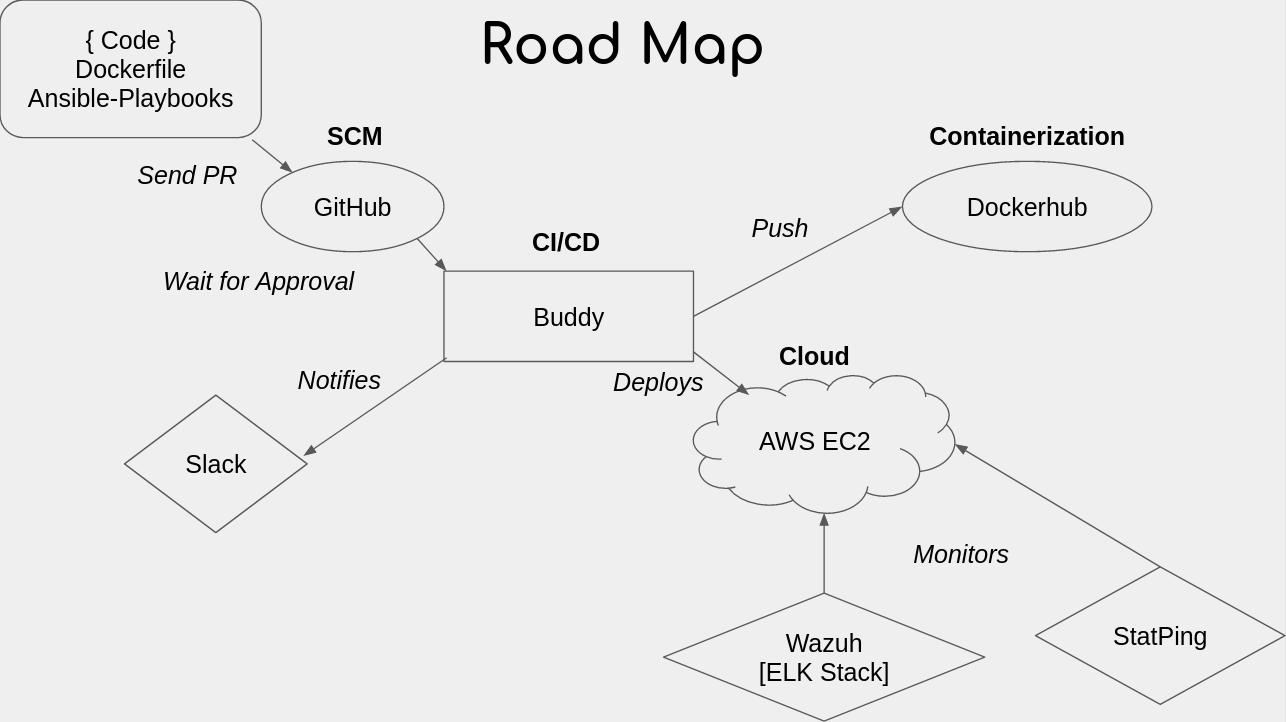 Road Map
{ Code }
Dockerfile
Ansible-Playbooks
SCM
Containerization
Send PR
GitHub
Dockerhub
Push
CI/CD
Wait for Approval
Buddy
Cloud
Notifies
Deploys
AWS EC2
Slack
Monitors
StatPing
Wazuh
[ELK Stack]